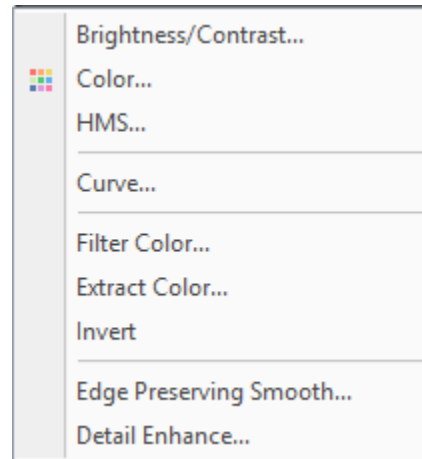 Brightness/Contrast...
Color...
HMS...
Curve...
Filter Color...
Extract Color...
Invert
Edge Preserving Smooth...
Detail Enhance...